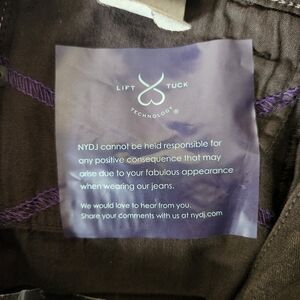 LIFT TUCK
TECHNOLOGY®
NYDJ cannot be held responsible for
any positive consequence that may
arise due to your fabulous appearance
when wearing our jeans.
We would love to hear from you.
Share your comments with us at nydj.com